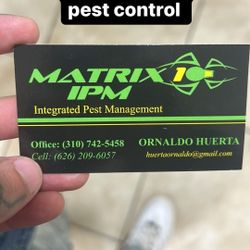 pest control
MATRIX 10
IPM
Integrated Pest Management
Office: (310) 742-5458 ORNALDO HUERTA
Cell: (626) 209-6057 huertaornaldo@gmail.com